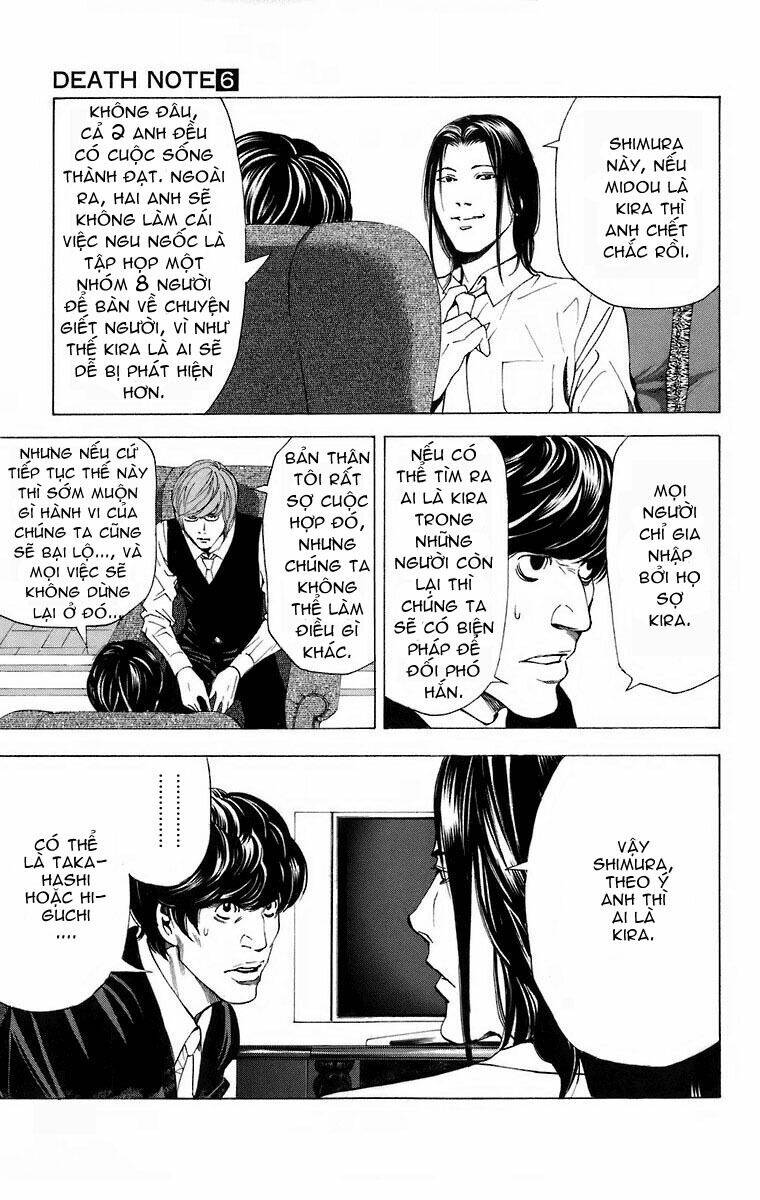 DEATH NOTE 6
SHIMURA
NÀY, NẾU
MIDOU LÀ
KIRA THÌ
ANH CHẾT
CHẮC RỒI.
KHÔNG ĐÂU,
CẢ 2 ANH ĐỀU
CÓ CUỘC SỐNG
THÀNH ĐẠT. NGOÀI
RA, HAI ANH SẼ
KHÔNG LÀM CÁI
VIỆC NGU NGỐC LÀ
TẬP HỌP MỘT
NHÓM 8 NGƯỜI
ĐỂ BÀN VỀ CHUYỆN
GIẾT NGƯỜI, VÌ NHƯ
THẾ KIRA LÀ AI SẼ
DỄ BỊ PHÁT HIỆN
HƠN.
MỌI
NGƯỜI
CHỈ GIA
NHẬP
BỞI HỌ
SỢ
KIRA.
NẾU CÓ
THỂ TÌM RA
AI LÀ KIRA
TRONG
NHỮNG
NGƯỜI CÒN
LẠI THÌ
CHÚNG TA
SẼ CÓ BIỆN
PHÁP ĐỂ
ĐỐI PHÓ
HẮN.
BẢN THÂN
TÔI RẤT
SỢ CUỘC
HỢP ĐÓ,
NHƯNG
CHÚNG TA
KHÔNG
THỂ LÀM
ĐIỀU GÌ
KHÁC.
NHƯNG NẾU CỨ
TIẾP TỤC THẾ NÀY
THÌ SỚM MUỘN
GÌ HÀNH VI CỦA
CHÚNG TA CŨNG
SẼ BẠI LỘ..., VÀ
MỌI VIỆC SẼ
KHÔNG DỪNG
LẠI Ở ĐÓ...
VẬY
SHIMURA,
THEO Ý
ANH THÌ
AI LÀ
KIRA.
CÓ THỂ
LÀ TAKA-
HASHI
HOẶC HI-
GUCHI
....